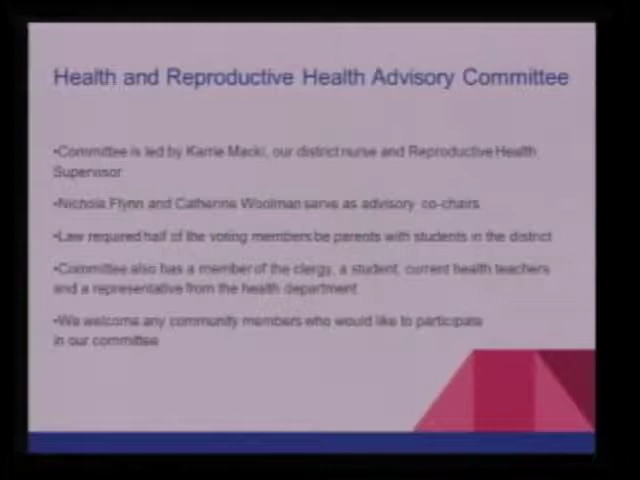 Health and Reproductive Health Advisory Committee
•Committee is led by Karrie Macki, our district nurse and Reproductive Health
Supervisor
•Nichola Flynn and Catherine Woolman serve as advisory co-chairs
•Law required half of the voting members be parents with students in the district
•Committee also has a member of the clergy, a student, current health teachers
and a representative from the health department
•We welcome any community members who would like to participate
in our committee